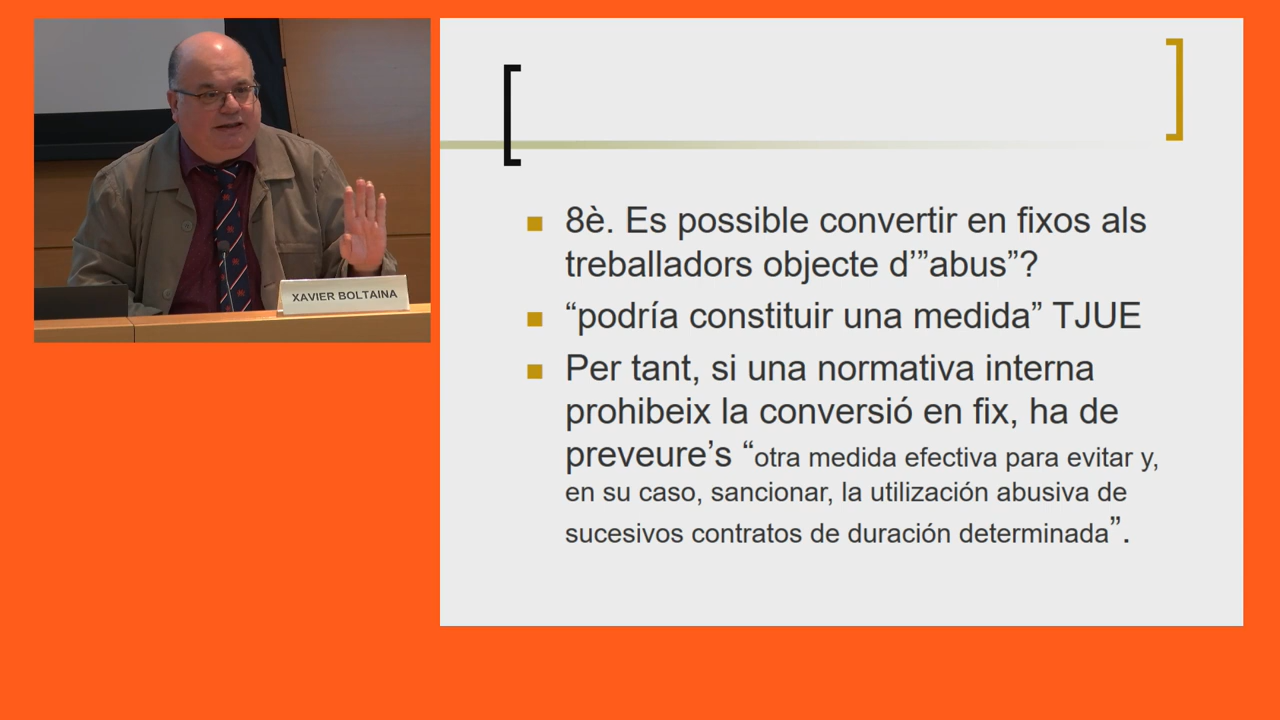 XAVIER BOLTAINA
8è. Es possible convertir en fixos als
treballadors objecte d’”abus”?
“podría constituir una medida” TJUE
Per tant, si una normativa interna
prohibeix la conversió en fix, ha de
preveure’s “otra medida efectiva para evitar y,
en su caso, sancionar, la utilización abusiva de
sucesivos contratos de duración determinada”.